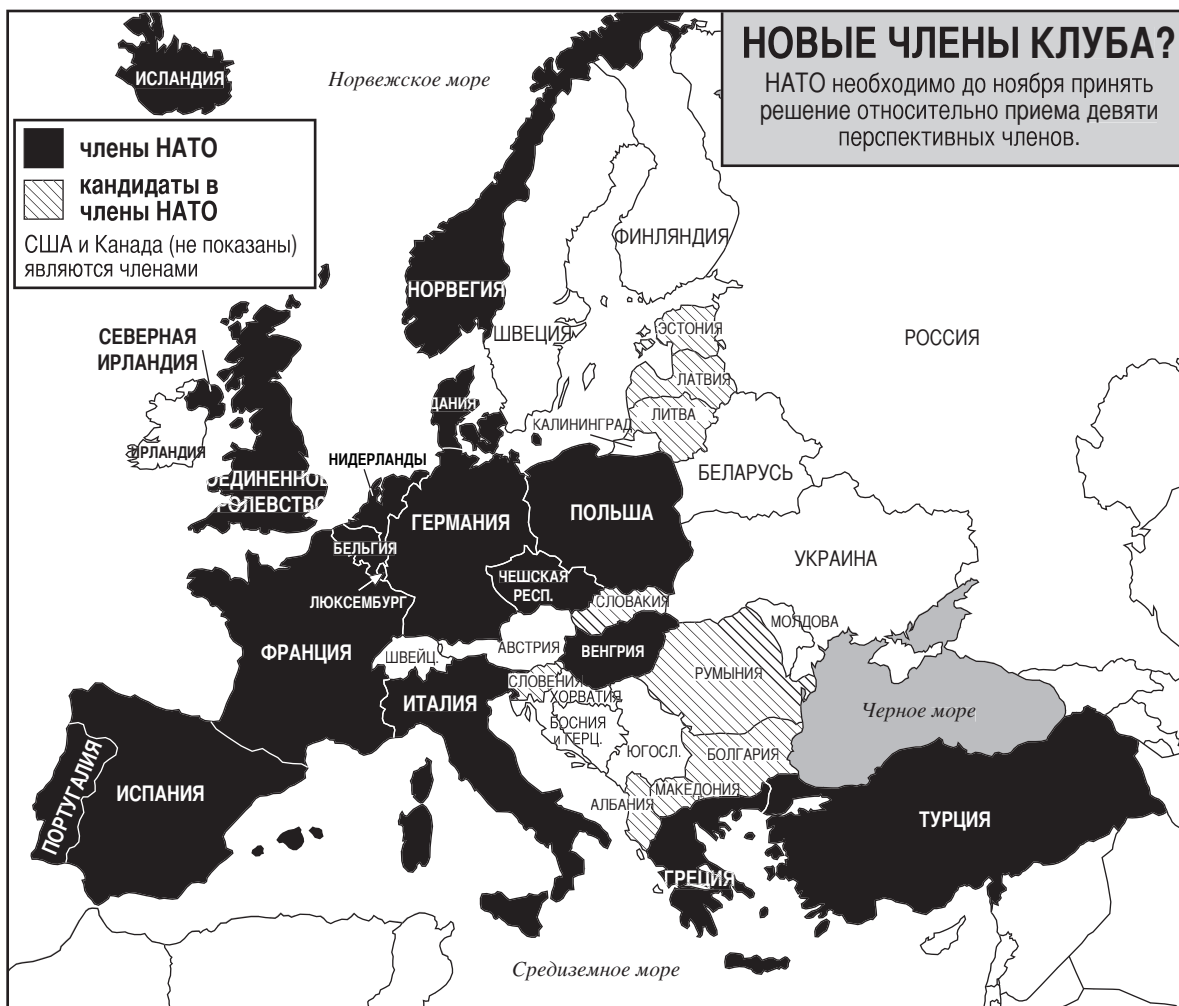 НОВЫЕ ЧЛЕНЫ КЛУБА?
НАТО необходимо до ноября принять
решение относительно приема девяти
перспективных членов.
ИСЛАНДИЯ
Норвежское море
члены НАТО
кандидаты в
члены НАТО
США и Канада (не показаны)
являются членами
ФИНЛЯНДИЯ
НОРВЕГИЯ
ШВЕЦИЯ
ЭСТОНИЯ
РОССИЯ
СЕВЕРНАЯ
ИРЛАНДИЯ
ЛАТВИЯ
ДАНИЯ
ЛИТВА
КАЛИНИНГРАД
ИРЛАНДИЯ
НИДЕРЛАНДЫ
БЕЛАРУСЬ
ОЕДИНЕННОЕ
РОЛЕВСТВО
ГЕРМАНИЯ
ПОЛЬША
БЕЛЬГИЯ
УКРАИНА
ЧЕШСКАЯ
РЕСП.
ЛЮКСЕМБУРГ
СЛОВАКИЯ
МОЛДОВА
ФРАНЦИЯ
ШВЕЙЦ.
АВСТРИЯ
ВЕНГРИЯ
РУМЫНИЯ
СЛОВЕНИЯ
ХОРВАТИЯ
ИТАЛИЯ
БОСНИЯ
и ГЕРЦ.
Черное море
ЮГОСЛ.
БОЛГАРИЯ
ПОРТУГАЛИЯ
ИСПАНИЯ
МАКЕДОНИЯ
АЛБАНИЯ
ТУРЦИЯ
ГРЕЦИЯ
Средиземное море